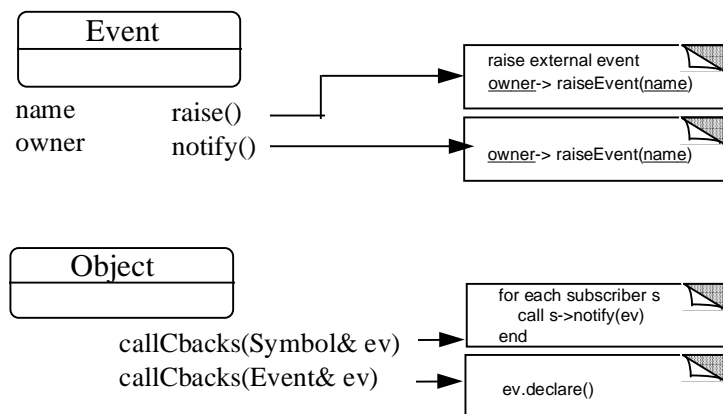 Event
name raise()
owner notify()
raise external event
owner-> raiseEvent(name)
owner-> raiseEvent(name)
Object
callCbacks(Symbol& ev)
callCbacks(Event& ev)
for each subscriber s
call s->notify(ev)
end
ev.declare()